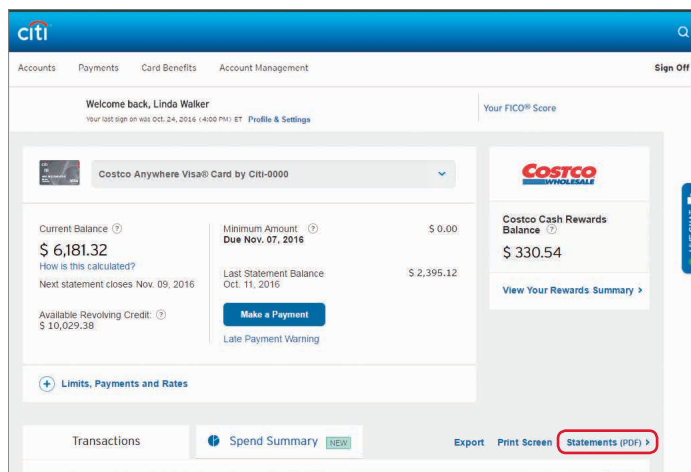 citi
Accounts Payments Card Benefits Account Management Sign Off
Welcome back, Linda Walker
Your last sign on was Oct. 24, 2016 (4:00 PM) ET Profile & Settings
Your FICO® Score
Costco Anywhere Visa® Card by Citi-0000
Current Balance ?
$ 6,181.32
How is this calculated?
Next statement closes Nov. 09, 2016
Available Revolving Credit: ?
$ 10,029.38
Minimum Amount ? $ 0.00
Due Nov. 07, 2016
Last Statement Balance $ 2,395.12
Oct. 11, 2016
Make a Payment
Late Payment Warning
Limits, Payments and Rates
COSTCO
WHOLESALE
Costco Cash Rewards
Balance ?
$ 330.54
View Your Rewards Summary >
Transactions Spend Summary NEW Export Print Screen Statements (PDF) >